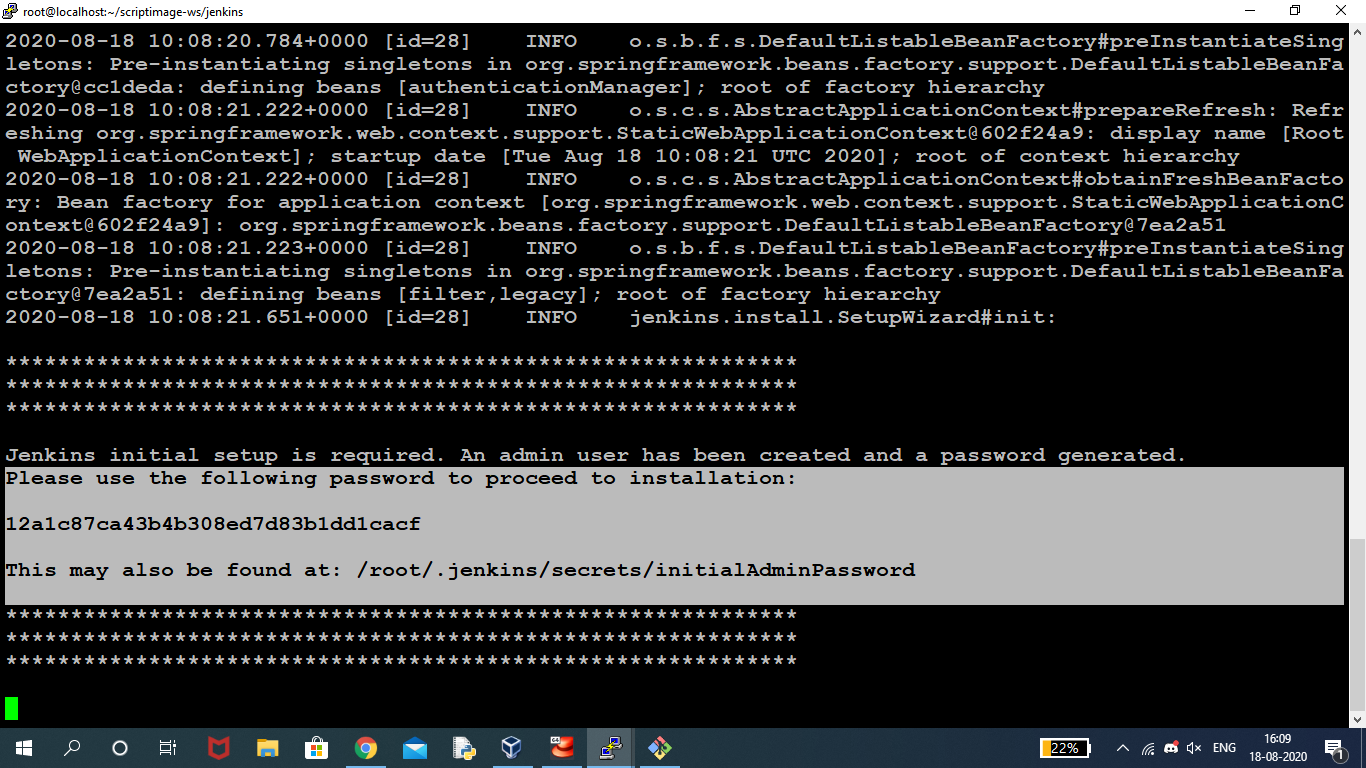 root@localhost:~/scriptimage-ws/jenkins
2020-08-18 10:08:20.784+0000 [id=28]    INFO    o.s.b.f.s.DefaultListableBeanFactory#preInstantiateSing
letons: Pre-instantiating singletons in org.springframework.beans.factory.support.DefaultListableBeanFa
ctory@cc1deda: defining beans [authenticationManager]; root of factory hierarchy
2020-08-18 10:08:21.222+0000 [id=28]    INFO    o.s.c.s.AbstractApplicationContext#prepareRefresh: Refr
eshing org.springframework.web.context.support.StaticWebApplicationContext@602f24a9: display name [Root
 WebApplicationContext]; startup date [Tue Aug 18 10:08:21 UTC 2020]; root of context hierarchy
2020-08-18 10:08:21.222+0000 [id=28]    INFO    o.s.c.s.AbstractApplicationContext#obtainFreshBeanFacto
ry: Bean factory for application context [org.springframework.web.context.support.StaticWebApplicationC
ontext@602f24a9]: org.springframework.beans.factory.support.DefaultListableBeanFactory@7ea2a51
2020-08-18 10:08:21.223+0000 [id=28]    INFO    o.s.b.f.s.DefaultListableBeanFactory#preInstantiateSing
letons: Pre-instantiating singletons in org.springframework.beans.factory.support.DefaultListableBeanFa
ctory@7ea2a51: defining beans [filter,legacy]; root of factory hierarchy
2020-08-18 10:08:21.651+0000 [id=28]    INFO    jenkins.install.SetupWizard#init:
*************************************************************
*************************************************************
*************************************************************
Jenkins initial setup is required. An admin user has been created and a password generated.
Please use the following password to proceed to installation:
12a1c87ca43b4b308ed7d83b1dd1cacf
This may also be found at: /root/.jenkins/secrets/initialAdminPassword
*************************************************************
*************************************************************
*************************************************************
22%
ENG
16:09
18-08-2020
1
64